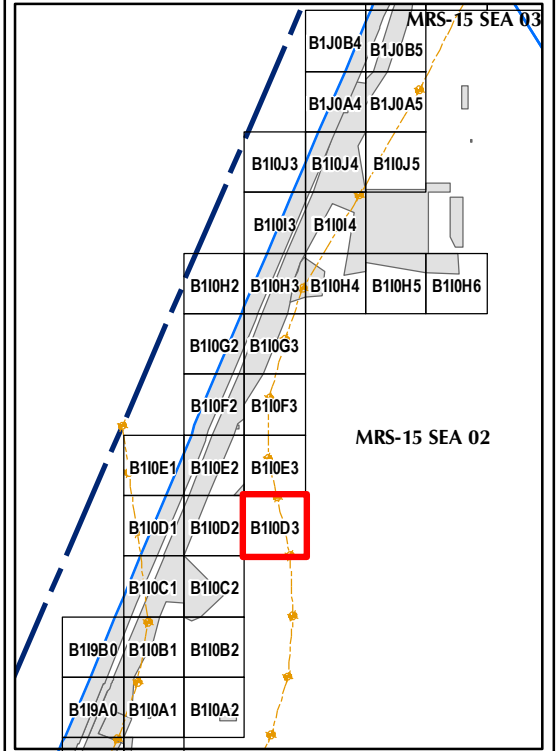 MRS-15 SEA 03
B1J0B4 B1J0B5
B1J0A4 B1J0A5
B1I0J3 B1I0J4 B1I0J5
B1I0I3 B1I0I4
B1I0H2 B1I0H3 B1I0H4 B1I0H5 B1I0H6
B1I0G2 B1I0G3
B1I0F2 B1I0F3
MRS-15 SEA 02
B1I0E1 B1I0E2 B1I0E3
B1I0D1 B1I0D2 B1I0D3
B1I0C1 B1I0C2
B1I9B0 B1I0B1 B1I0B2
B1I9A0 B1I0A1 B1I0A2